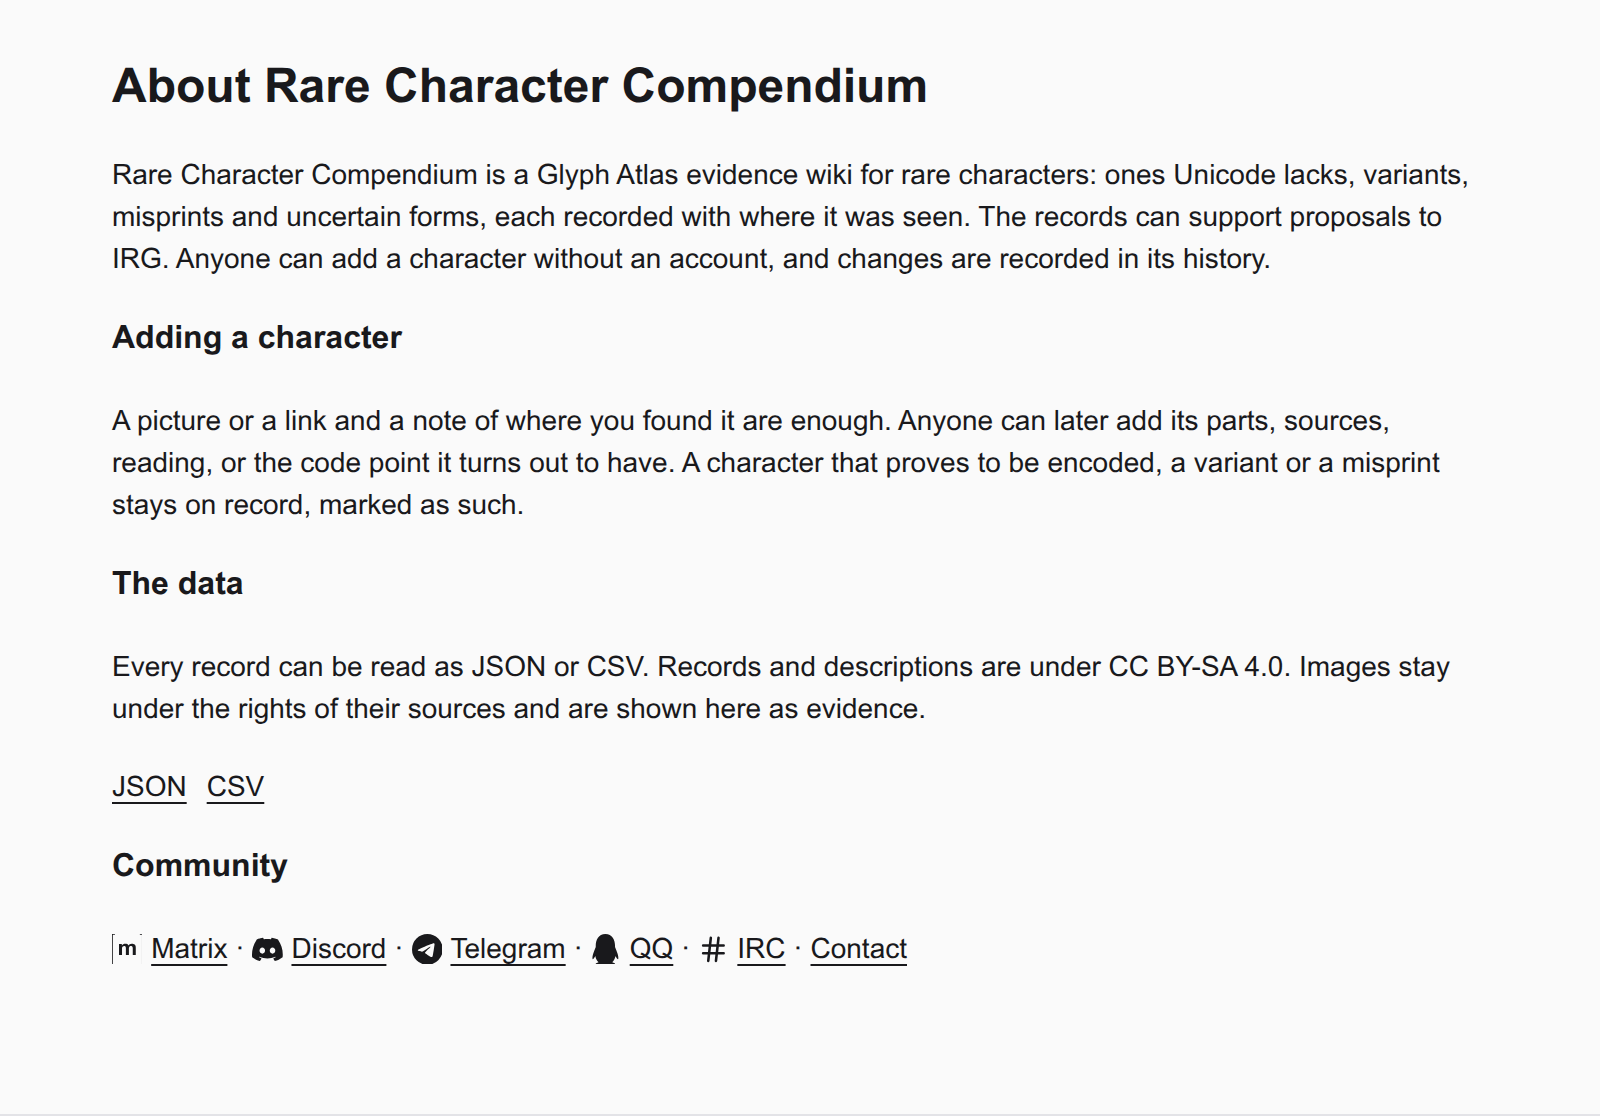 About Rare Character Compendium
Rare Character Compendium is a Glyph Atlas evidence wiki for rare characters: ones Unicode lacks, variants,
misprints and uncertain forms, each recorded with where it was seen. The records can support proposals to
IRG. Anyone can add a character without an account, and changes are recorded in its history.
Adding a character
A picture or a link and a note of where you found it are enough. Anyone can later add its parts, sources,
reading, or the code point it turns out to have. A character that proves to be encoded, a variant or a misprint
stays on record, marked as such.
The data
Every record can be read as JSON or CSV. Records and descriptions are under CC BY-SA 4.0. Images stay
under the rights of their sources and are shown here as evidence.
JSON CSV
Community
[m] Matrix · Discord · Telegram · QQ · # IRC · Contact